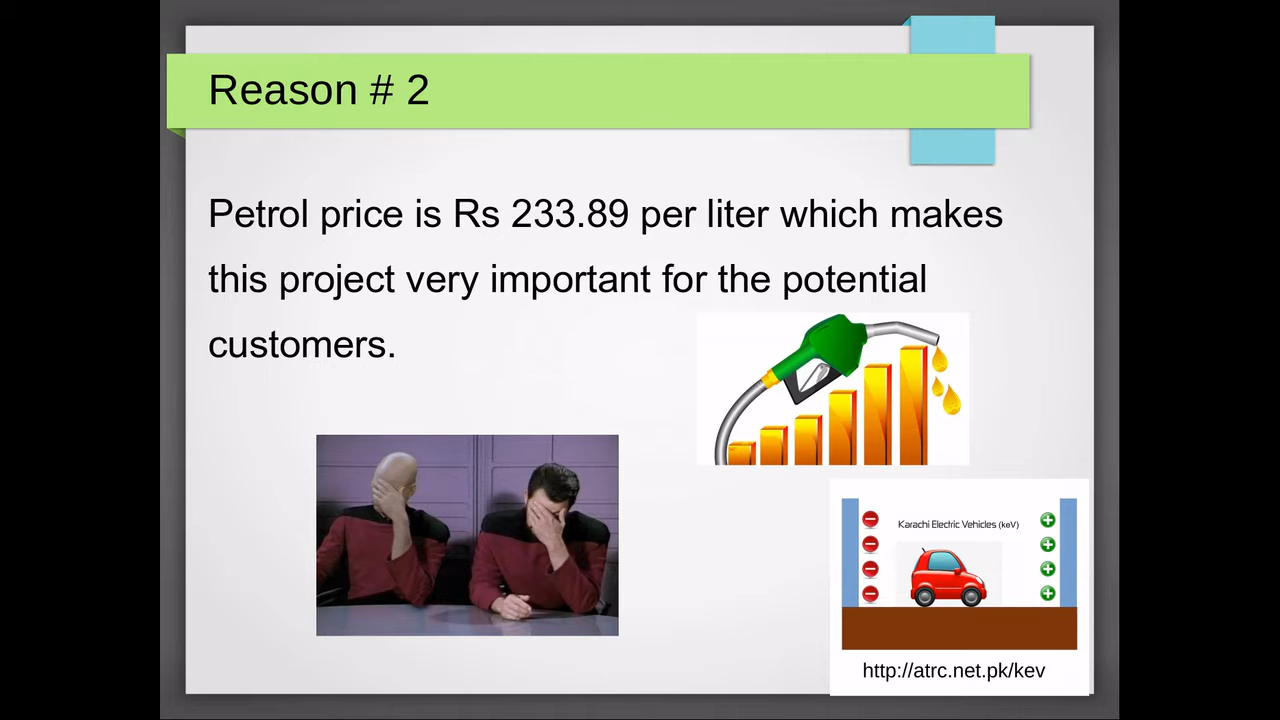 Reason # 2
Petrol price is Rs 233.89 per liter which makes
this project very important for the potential
customers.
Karachi Electric Vehicles (keV)
http://atrc.net.pk/kev